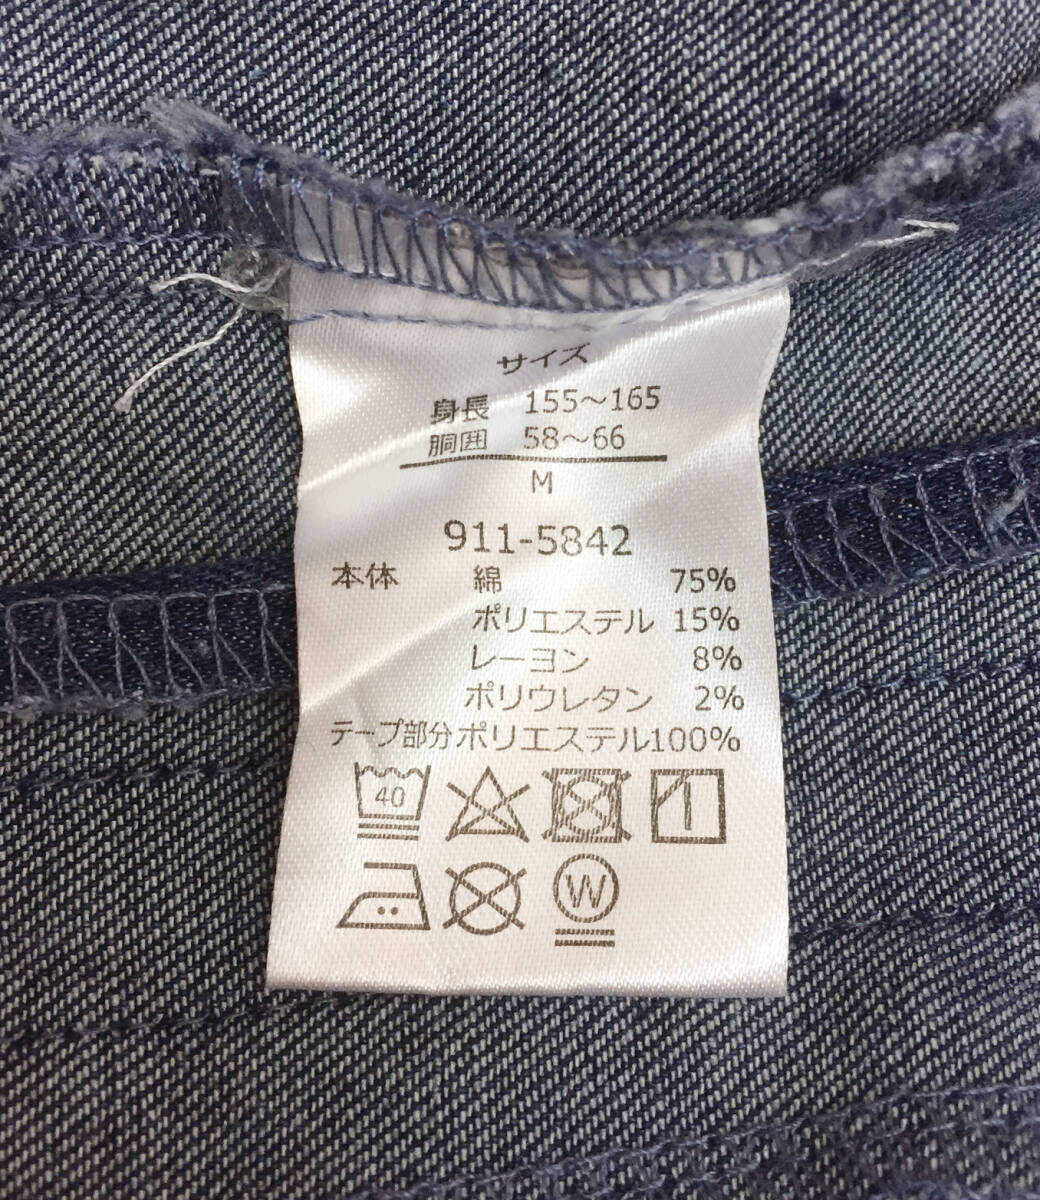 サイズ
身長 155～165
胴囲 58～66
M
911-5842
本体 綿 75%
ポリエステル 15%
レーヨン 8%
ポリウレタン 2%
テープ部分 ポリエステル100%
40
W